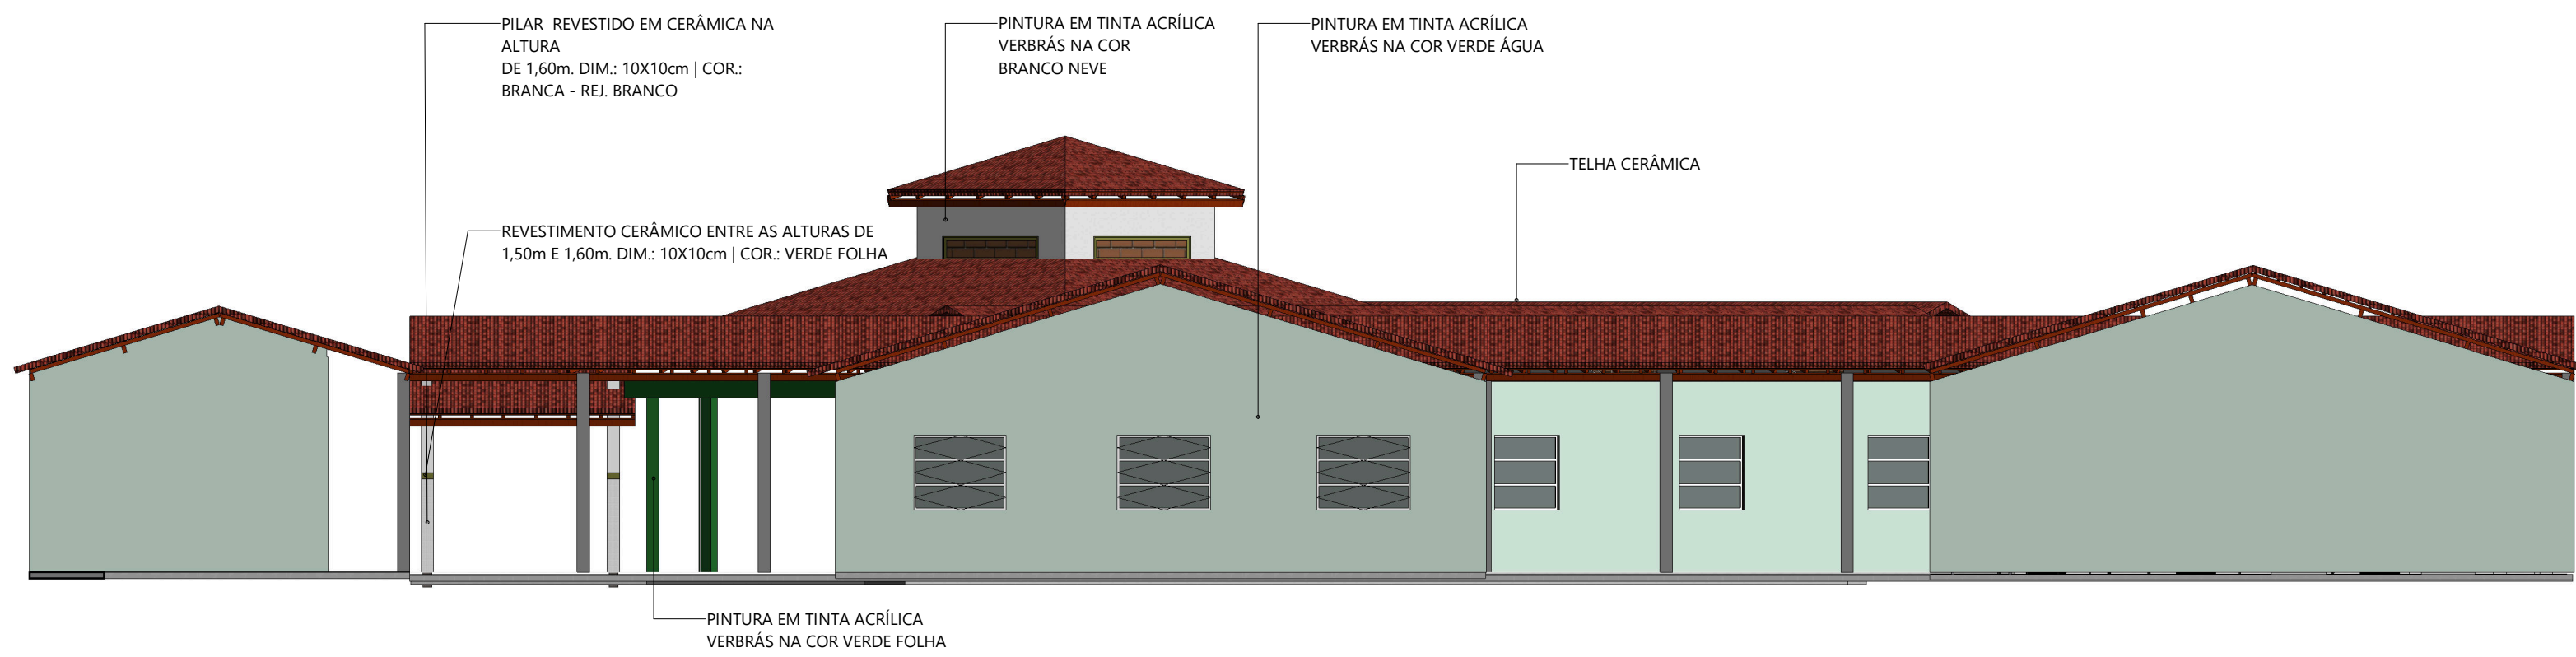 PILAR REVESTIDO EM CERÂMICA NA
ALTURA
DE 1,60m. DIM.: 10X10cm | COR.:
BRANCA - REJ. BRANCO
PINTURA EM TINTA ACRÍLICA
VERBRÁS NA COR
BRANCO NEVE
PINTURA EM TINTA ACRÍLICA
VERBRÁS NA COR VERDE ÁGUA
TELHA CERÂMICA
REVESTIMENTO CERÂMICO ENTRE AS ALTURAS DE
1,50m E 1,60m. DIM.: 10X10cm | COR.: VERDE FOLHA
PINTURA EM TINTA ACRÍLICA
VERBRÁS NA COR VERDE FOLHA